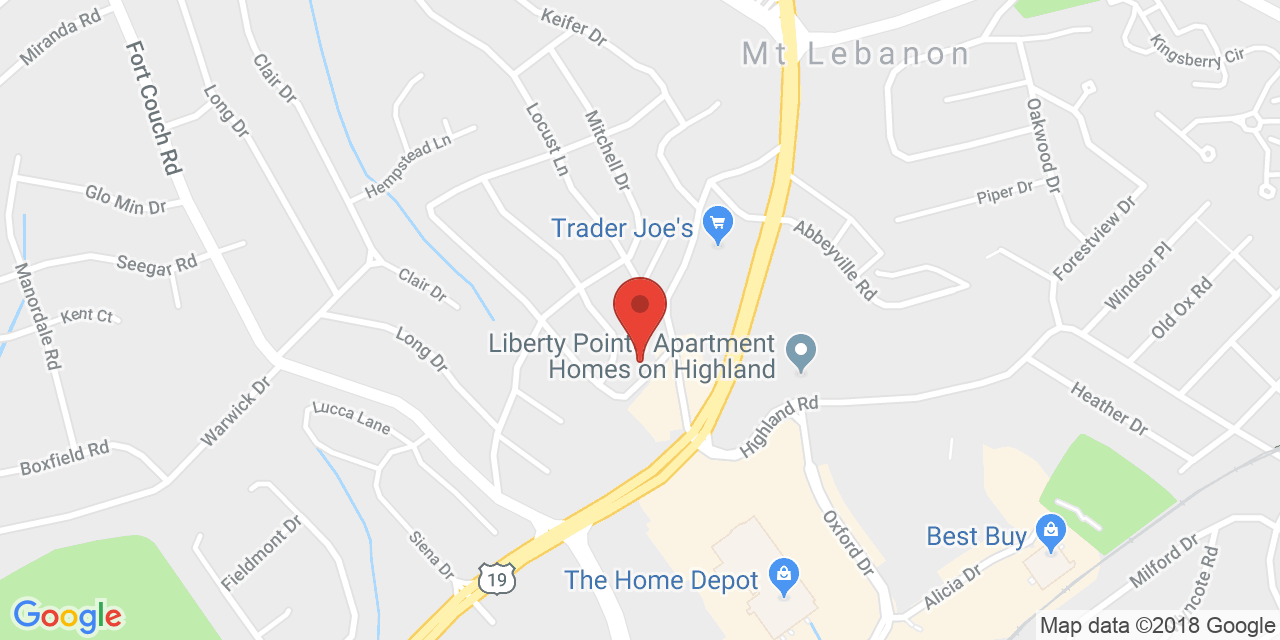 Miranda Rd
Keifer Dr
Mt Lebanon
Kingsberry Cir
Fort Couch Rd
Clair Dr
Long Dr
Locust Ln
Mitchell Dr
Oakwood Dr
Hempstead Ln
Glo Min Dr
Piper Dr
Forestview Dr
Trader Joe's
Abbeyville Rd
Seegar Rd
Clair Dr
Windsor Pl
Old Ox Rd
Manordale Rd
Kent Ct
Long Dr
Liberty Pointe Apartment
Homes on Highland
Warwick Dr
Lucca Lane
Highland Rd
Heather Dr
Boxfield Rd
Fieldmont Dr
Siena Dr
Oxford Dr
Best Buy
19
The Home Depot
Alicia Dr
Milford Dr
Google
Map data ©2018 Google